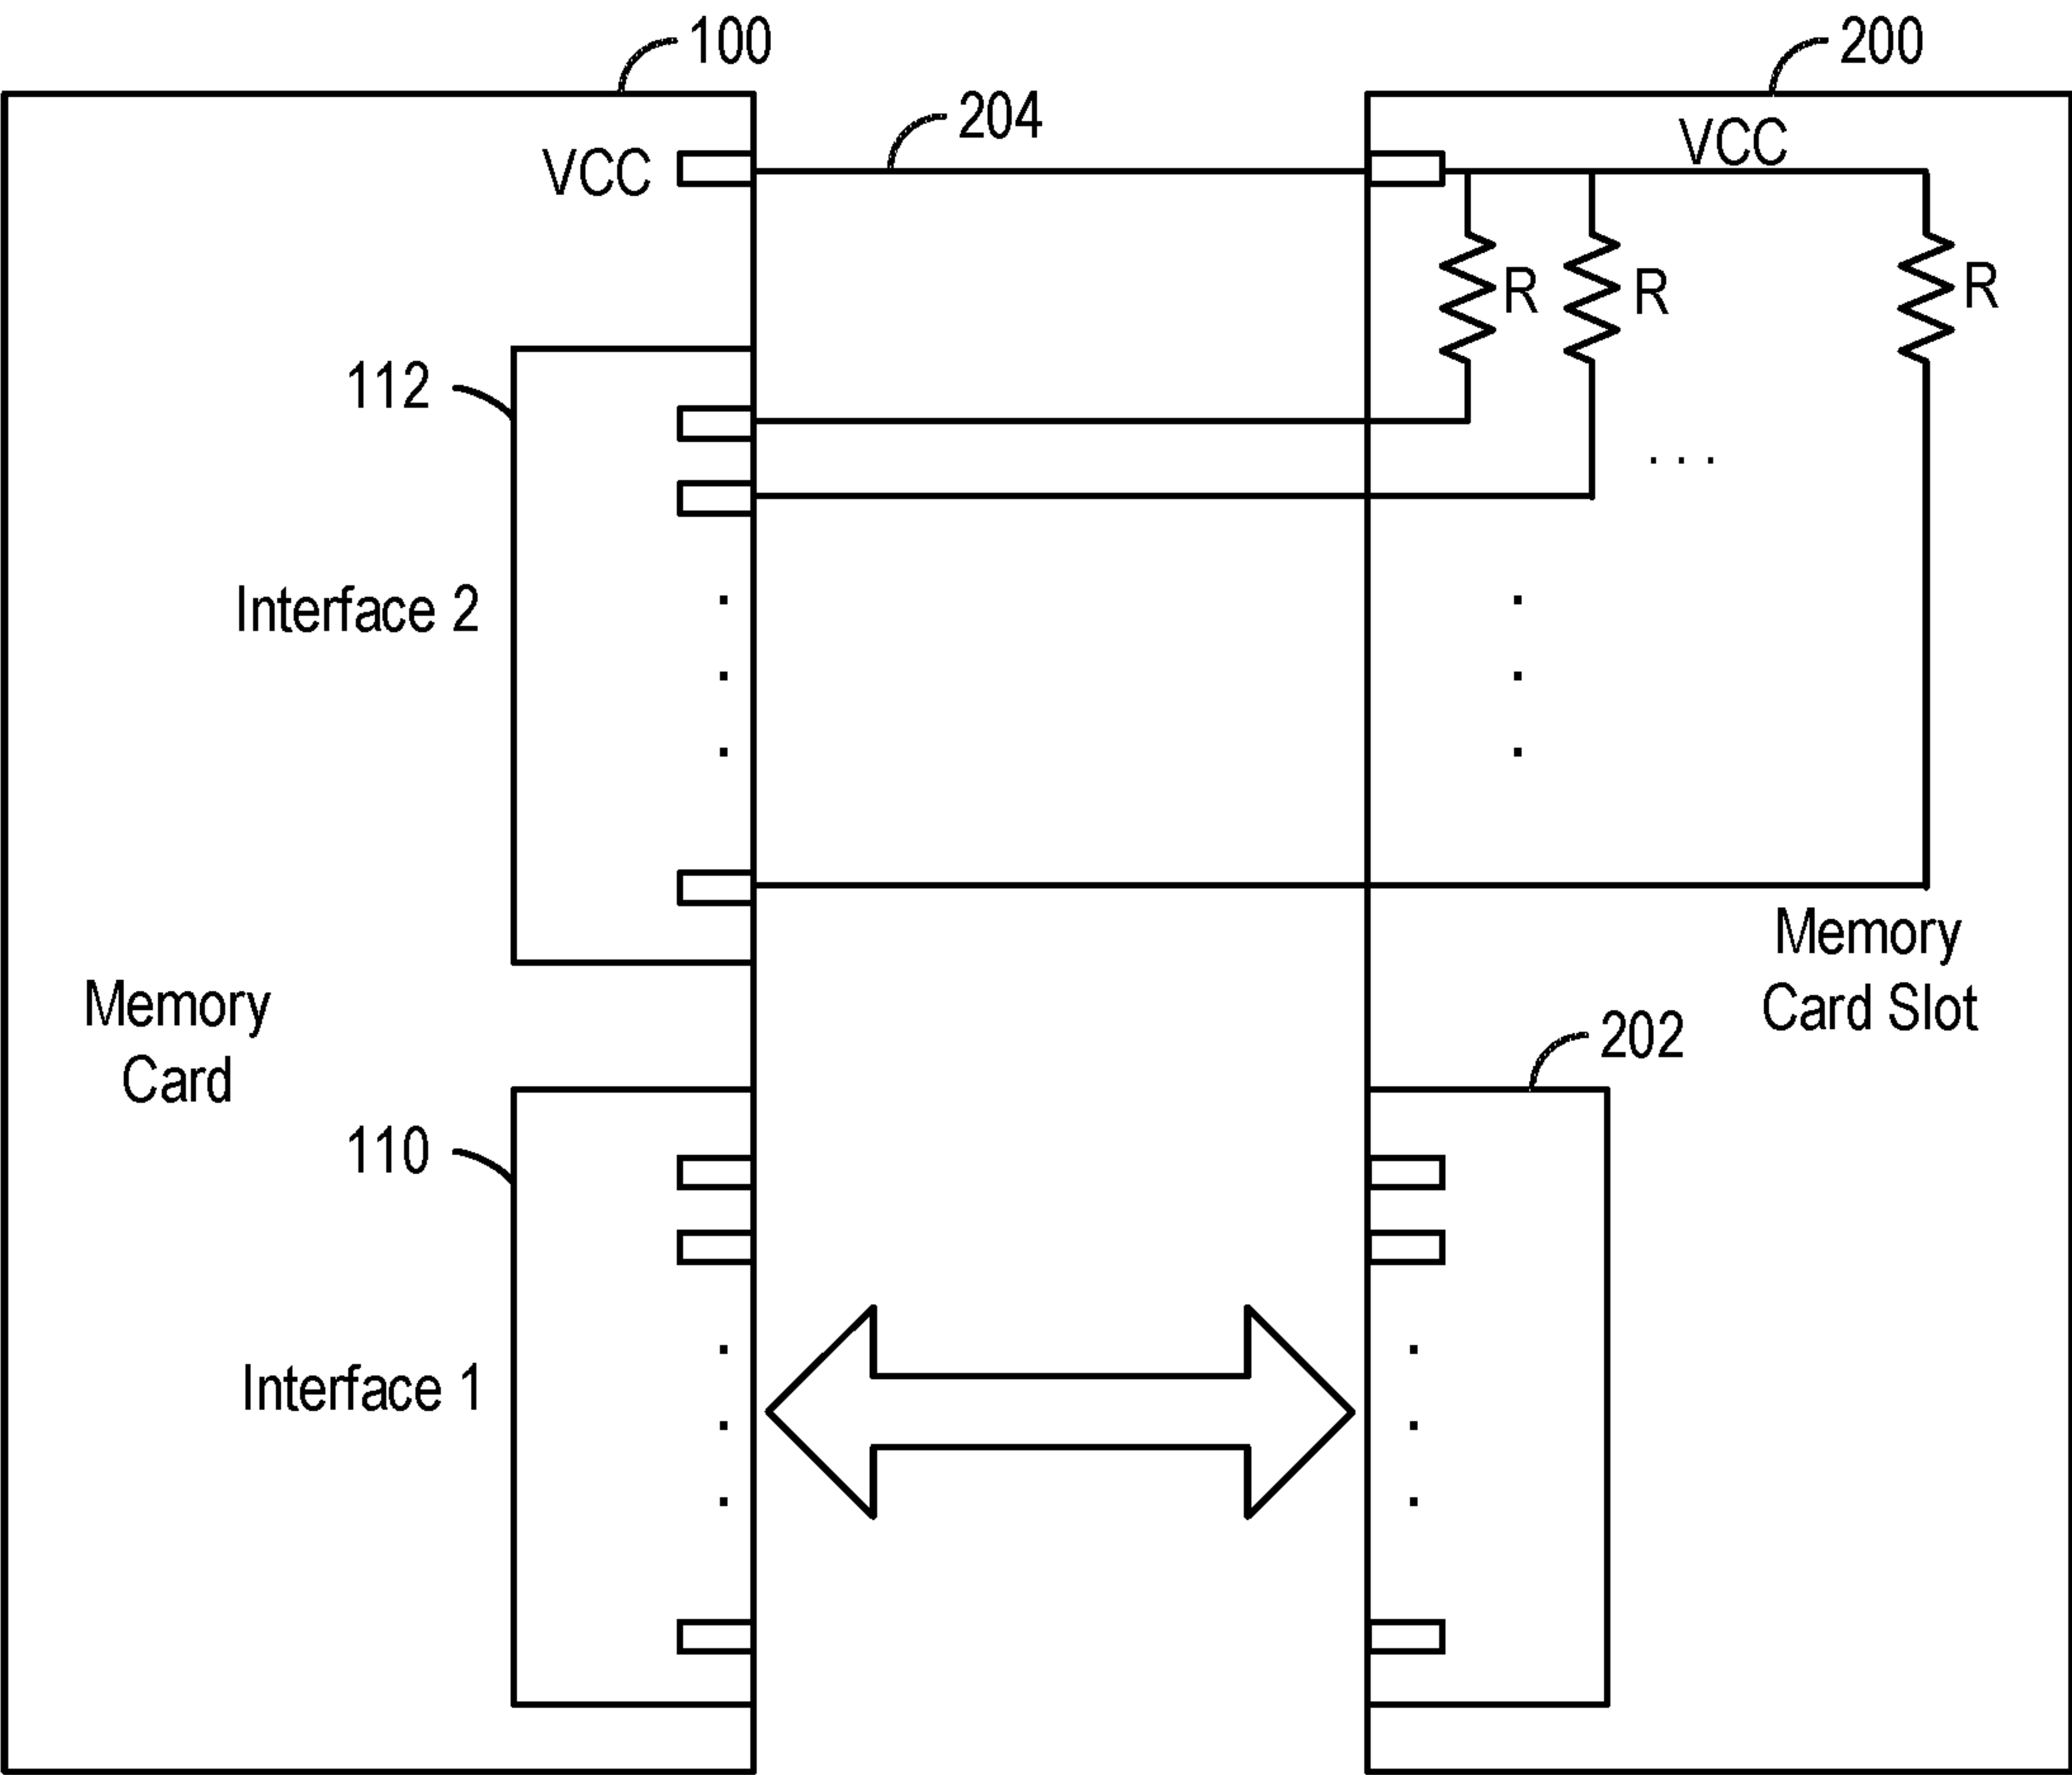 100
200
204
VCC
VCC
R
R
R
112
. . .
Interface 2
Memory
Card Slot
Memory
Card
202
110
Interface 1